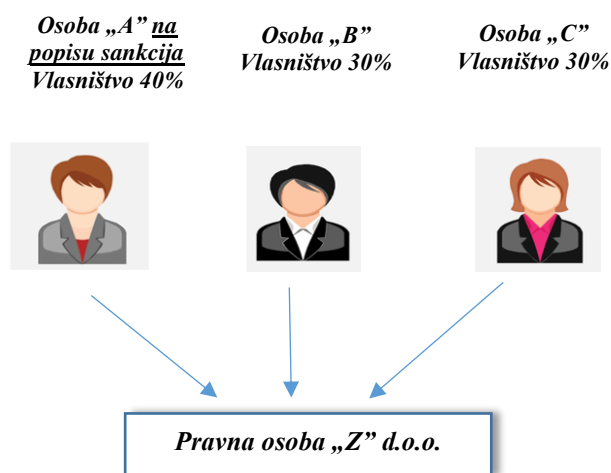 Osoba „A” na
popisu sankcija
Vlasništvo 40%
Osoba „B”
Vlasništvo 30%
Osoba „C”
Vlasništvo 30%
Pravna osoba „Z” d.o.o.